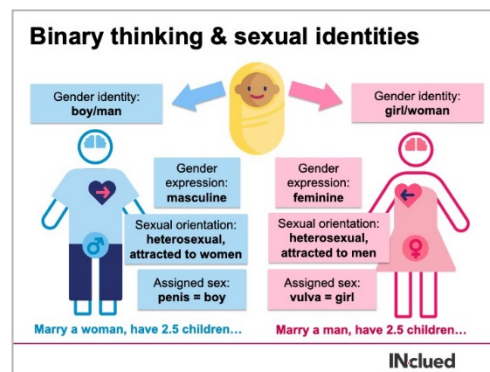 Binary thinking & sexual identities
Gender identity:
boy/man
Gender identity:
girl/woman
Gender
expression:
masculine
Gender
expression:
feminine
Sexual orientation:
heterosexual,
attracted to women
Sexual orientation:
heterosexual,
attracted to men
Assigned sex:
penis = boy
Assigned sex:
vulva = girl
Marry a woman, have 2.5 children…
Marry a man, have 2.5 children…
INclued